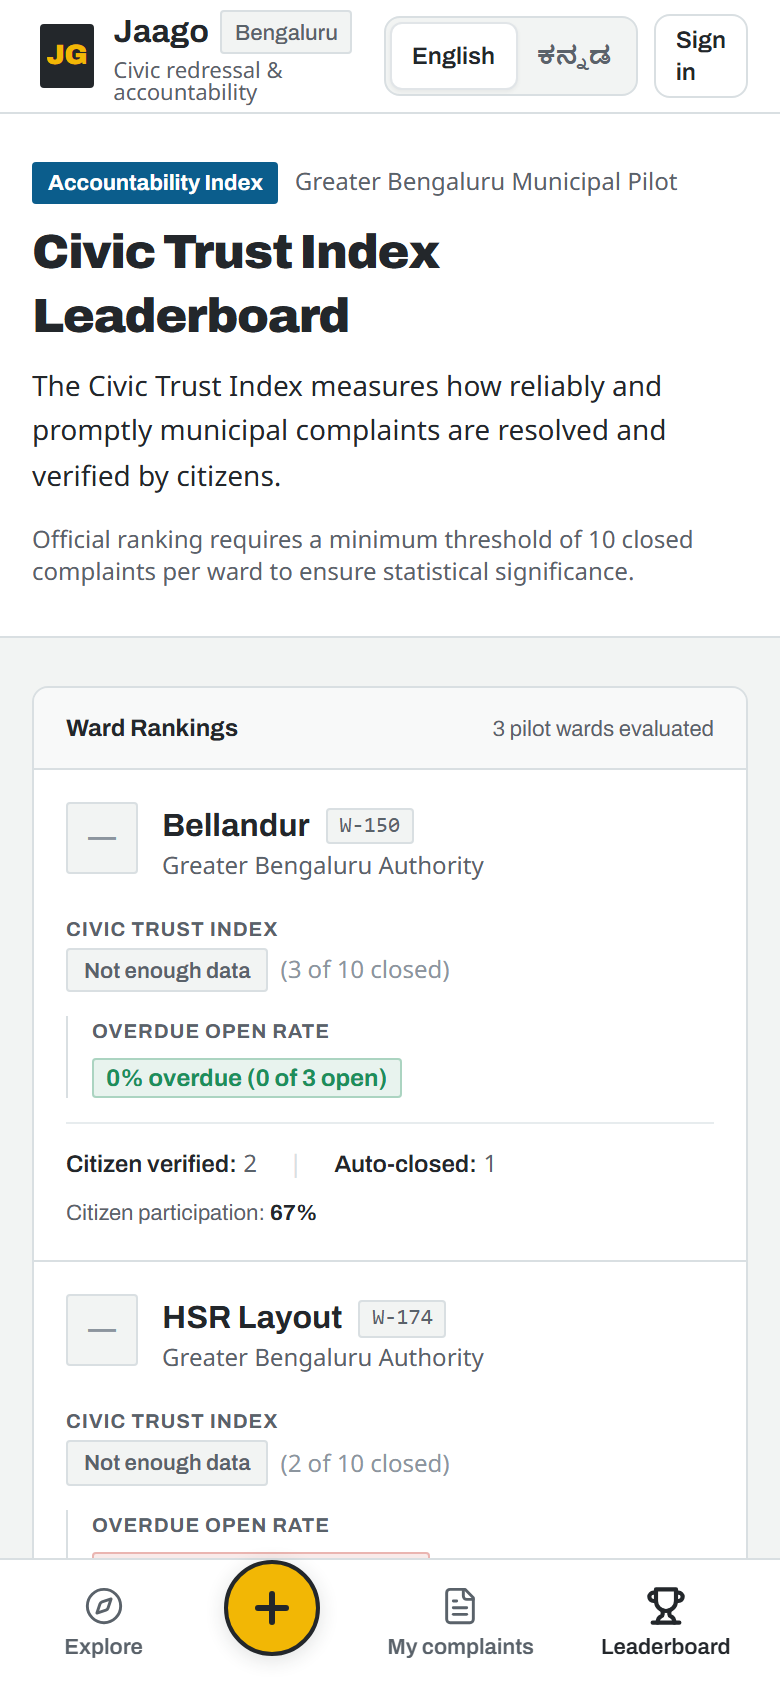 JG
Jaago
Bengaluru
Civic redressal &
accountability
English
ಕನ್ನಡ
Sign
in
Accountability Index
Greater Bengaluru Municipal Pilot
Civic Trust Index
Leaderboard
The Civic Trust Index measures how reliably and
promptly municipal complaints are resolved and
verified by citizens.
Official ranking requires a minimum threshold of 10 closed
complaints per ward to ensure statistical significance.
Ward Rankings
3 pilot wards evaluated
—
Bellandur
W-150
Greater Bengaluru Authority
CIVIC TRUST INDEX
Not enough data (3 of 10 closed)
OVERDUE OPEN RATE
0% overdue (0 of 3 open)
Citizen verified: 2 | Auto-closed: 1
Citizen participation: 67%
—
HSR Layout
W-174
Greater Bengaluru Authority
CIVIC TRUST INDEX
Not enough data (2 of 10 closed)
OVERDUE OPEN RATE
Explore
My complaints
Leaderboard